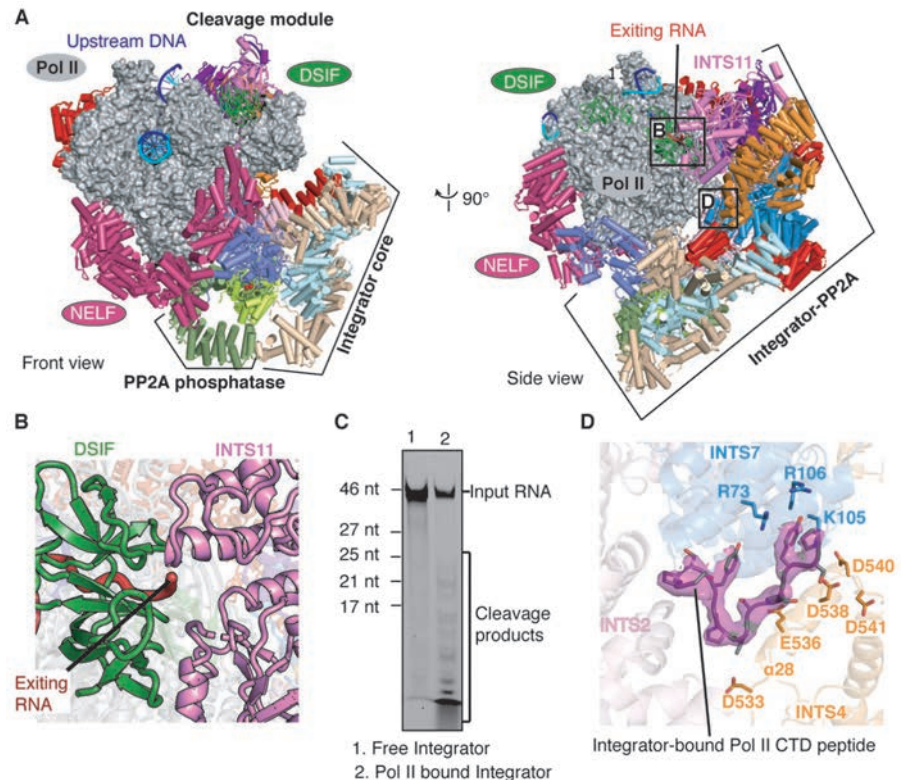 A
Cleavage module
Upstream DNA
Pol II
DSIF
NELF
Integrator core
Front view
PP2A phosphatase
90°
Exiting RNA
INTS11
DSIF
B
Pol II
D
NELF
Integrator-PP2A
Side view
B
DSIF
INTS11
Exiting
RNA
C
1 2
46 nt
Input RNA
27 nt
25 nt
21 nt
17 nt
Cleavage
products
1. Free Integrator
2. Pol II bound Integrator
D
INTS7
R106
R73
K105
D540
D538
D541
INTS2
E536
α28
D533
INTS4
Integrator-bound Pol II CTD peptide